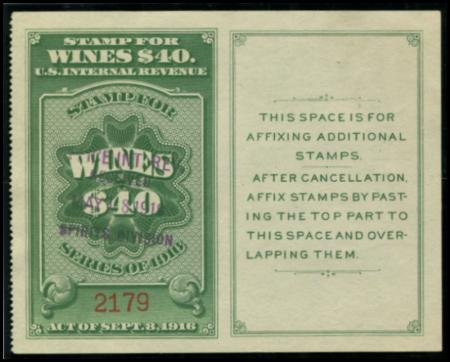 STAMP FOR
WINES $40.
U.S. INTERNAL REVENUE
STAMP FOR
WINES
$40
SPIRITS DIVISION
SERIES OF 1916
2179
ACT OF SEPT. 8, 1916
THIS SPACE IS FOR
AFFIXING ADDITIONAL
STAMPS.
AFTER CANCELLATION,
AFFIX STAMPS BY PAST-
ING THE TOP PART TO
THIS SPACE AND OVER-
LAPPING THEM.